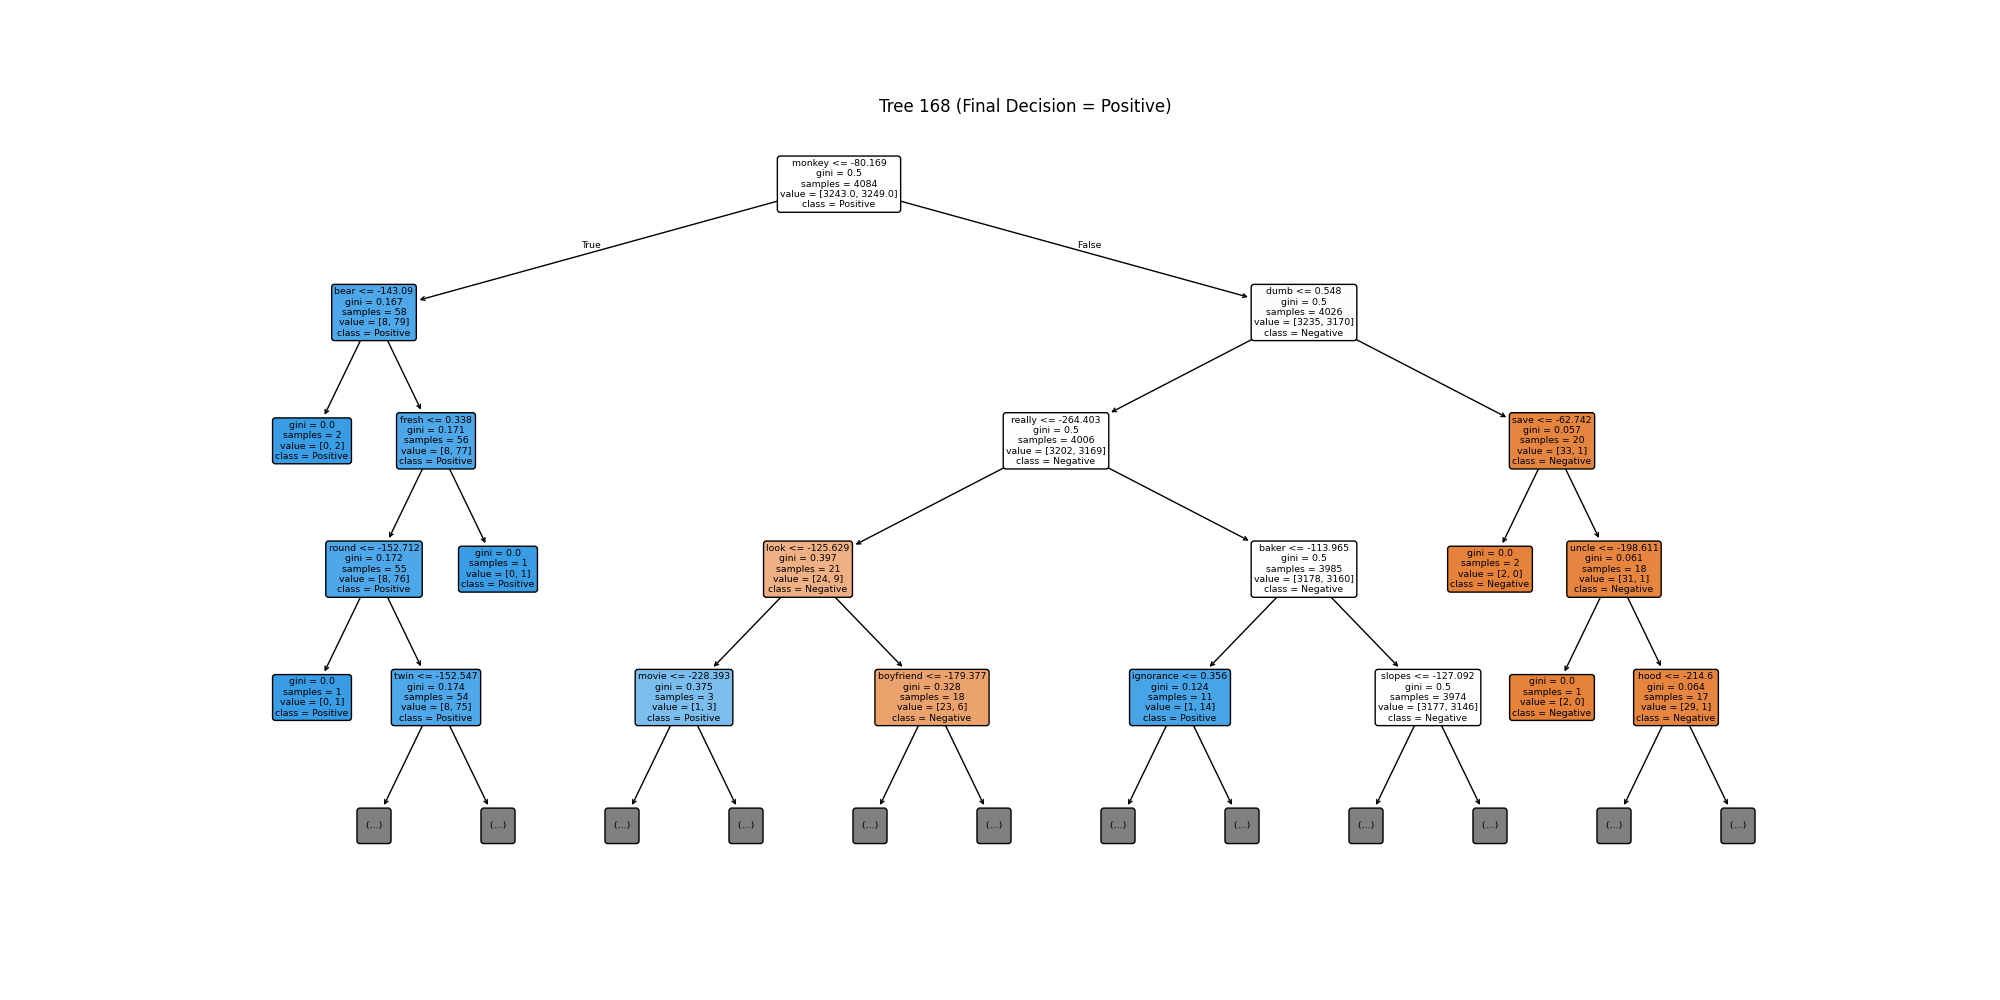 Tree 168 (Final Decision = Positive)
monkey <= -80.169
gini = 0.5
samples = 4084
value = [3243.0, 3249.0]
class = Positive
True
False
bear <= -143.09
gini = 0.167
samples = 58
value = [8, 79]
class = Positive
dumb <= 0.548
gini = 0.5
samples = 4026
value = [3235, 3170]
class = Negative
gini = 0.0
samples = 2
value = [0, 2]
class = Positive
fresh <= 0.338
gini = 0.171
samples = 56
value = [8, 77]
class = Positive
really <= -264.403
gini = 0.5
samples = 4006
value = [3202, 3169]
class = Negative
save <= -62.742
gini = 0.057
samples = 20
value = [33, 1]
class = Negative
round <= -152.712
gini = 0.172
samples = 55
value = [8, 76]
class = Positive
gini = 0.0
samples = 1
value = [0, 1]
class = Positive
look <= -125.629
gini = 0.397
samples = 21
value = [24, 9]
class = Negative
baker <= -113.965
gini = 0.5
samples = 3985
value = [3178, 3160]
class = Negative
gini = 0.0
samples = 2
value = [2, 0]
class = Negative
uncle <= -198.611
gini = 0.061
samples = 18
value = [31, 1]
class = Negative
gini = 0.0
samples = 1
value = [0, 1]
class = Positive
twin <= -152.547
gini = 0.174
samples = 54
value = [8, 75]
class = Positive
movie <= -228.393
gini = 0.375
samples = 3
value = [1, 3]
class = Positive
boyfriend <= -179.377
gini = 0.328
samples = 18
value = [23, 6]
class = Negative
ignorance <= 0.356
gini = 0.124
samples = 11
value = [1, 14]
class = Positive
slopes <= -127.092
gini = 0.5
samples = 3974
value = [3177, 3146]
class = Negative
gini = 0.0
samples = 1
value = [2, 0]
class = Negative
hood <= -214.6
gini = 0.064
samples = 17
value = [29, 1]
class = Negative
(...)
(...)
(...)
(...)
(...)
(...)
(...)
(...)
(...)
(...)
(...)
(...)